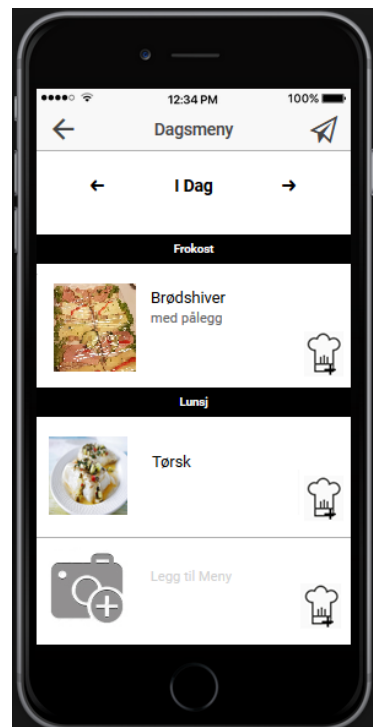 12:34 PM
100%
Dagsmeny
I Dag
Frokost
Brødshiver
med pålegg
Lunsj
Tørsk
Legg til Meny